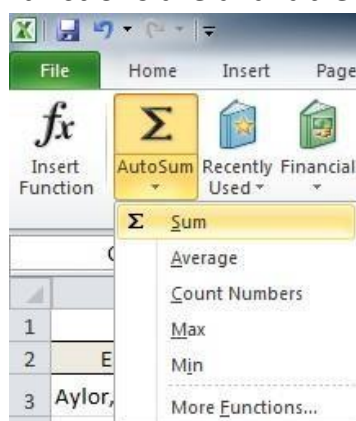 File Home Insert Page
fx Σ
Insert Function AutoSum Recently Used Financial
Σ Sum
Average
Count Numbers
1 Max
2 E Min
3 Aylor, More Functions...